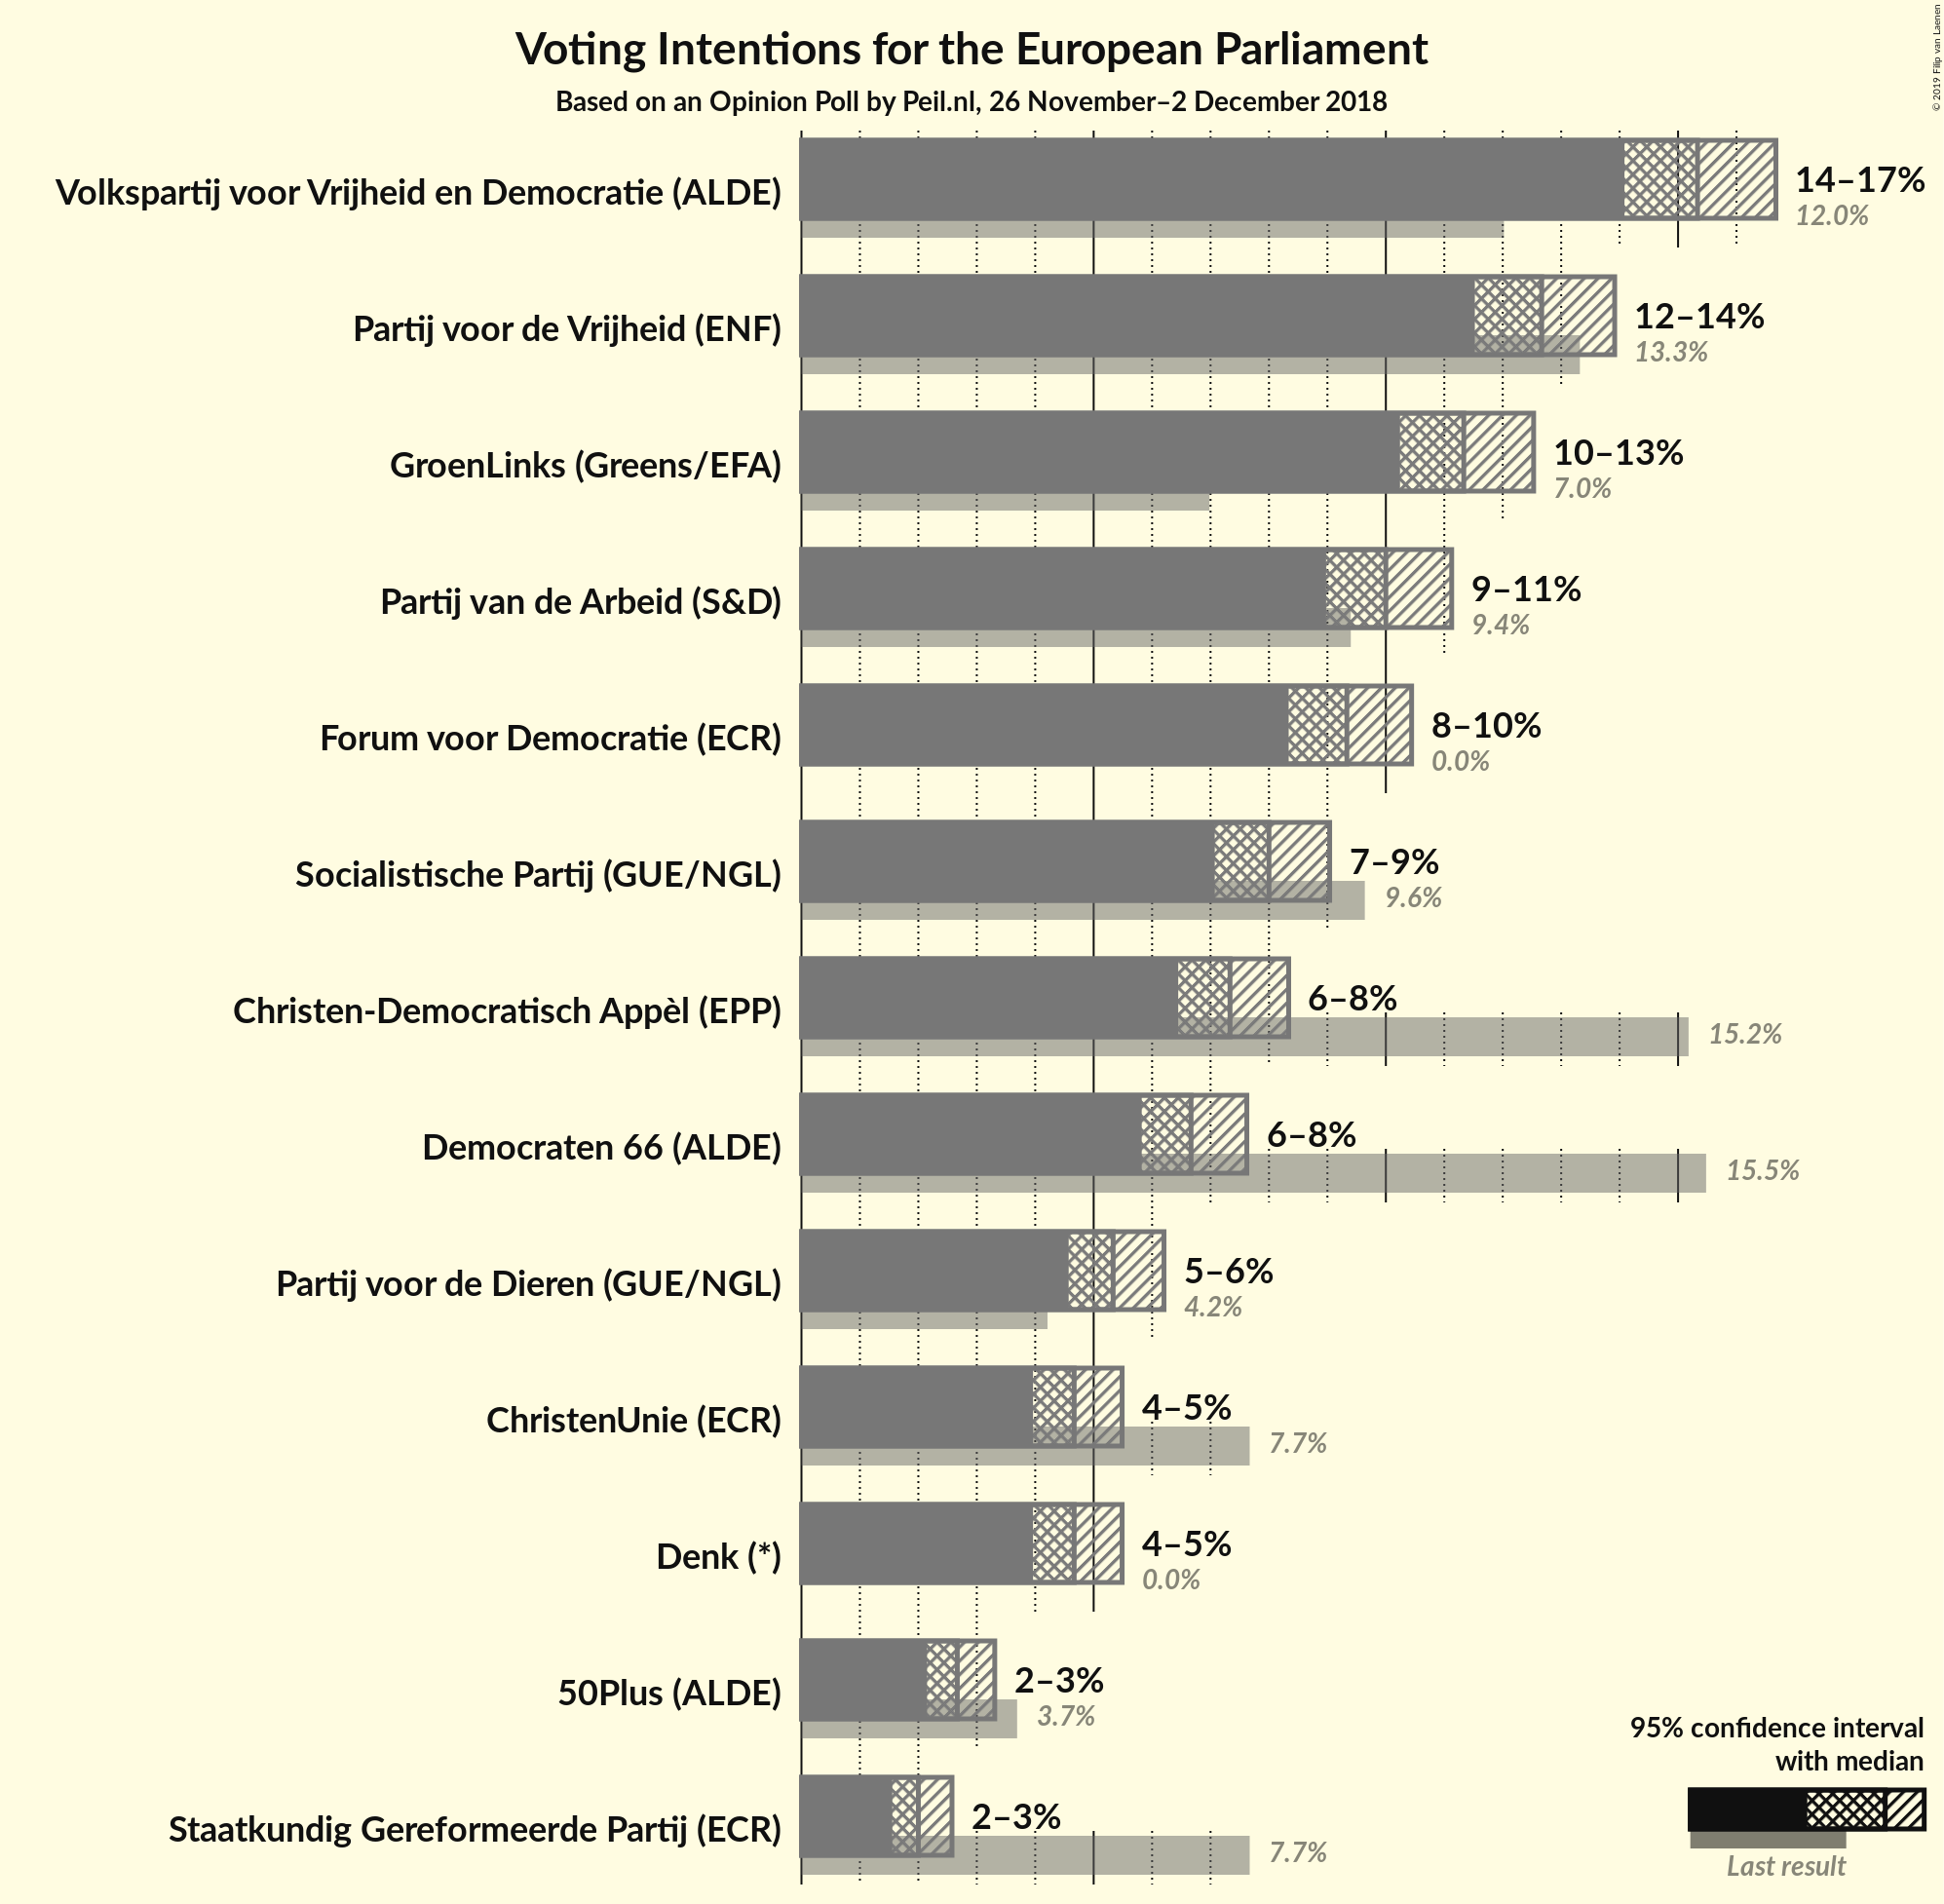 Voting Intentions for the European Parliament
Based on an Opinion Poll by Peil.nl, 26 November–2 December 2018
© 2019 Filip van Laenen
Volkspartij voor Vrijheid en Democratie (ALDE)
14–17%
12.0%
Partij voor de Vrijheid (ENF)
12–14%
13.3%
GroenLinks (Greens/EFA)
10–13%
7.0%
Partij van de Arbeid (S&D)
9–11%
9.4%
Forum voor Democratie (ECR)
8–10%
0.0%
Socialistische Partij (GUE/NGL)
7–9%
9.6%
Christen-Democratisch Appèl (EPP)
6–8%
15.2%
Democraten 66 (ALDE)
6–8%
15.5%
Partij voor de Dieren (GUE/NGL)
5–6%
4.2%
ChristenUnie (ECR)
4–5%
7.7%
Denk (*)
4–5%
0.0%
50Plus (ALDE)
2–3%
3.7%
Staatkundig Gereformeerde Partij (ECR)
2–3%
7.7%
95% confidence interval
with median
Last result